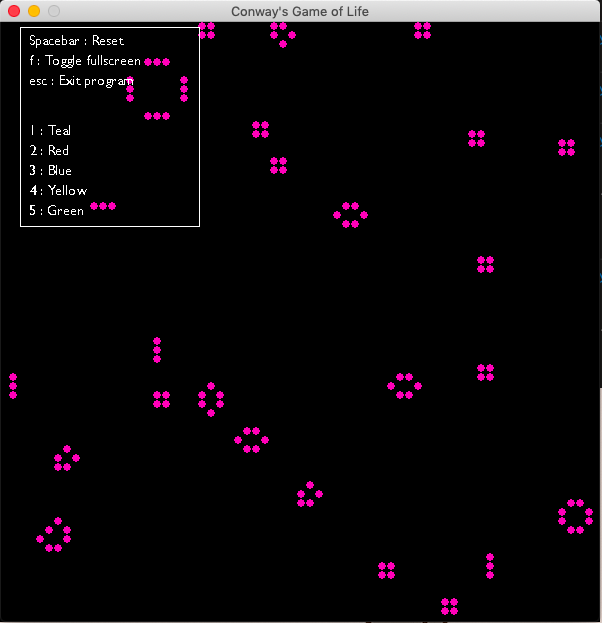 Conway's Game of Life
Spacebar : Reset
f : Toggle fullscreen
esc : Exit program
1 : Teal
2 : Red
3 : Blue
4 : Yellow
5 : Green